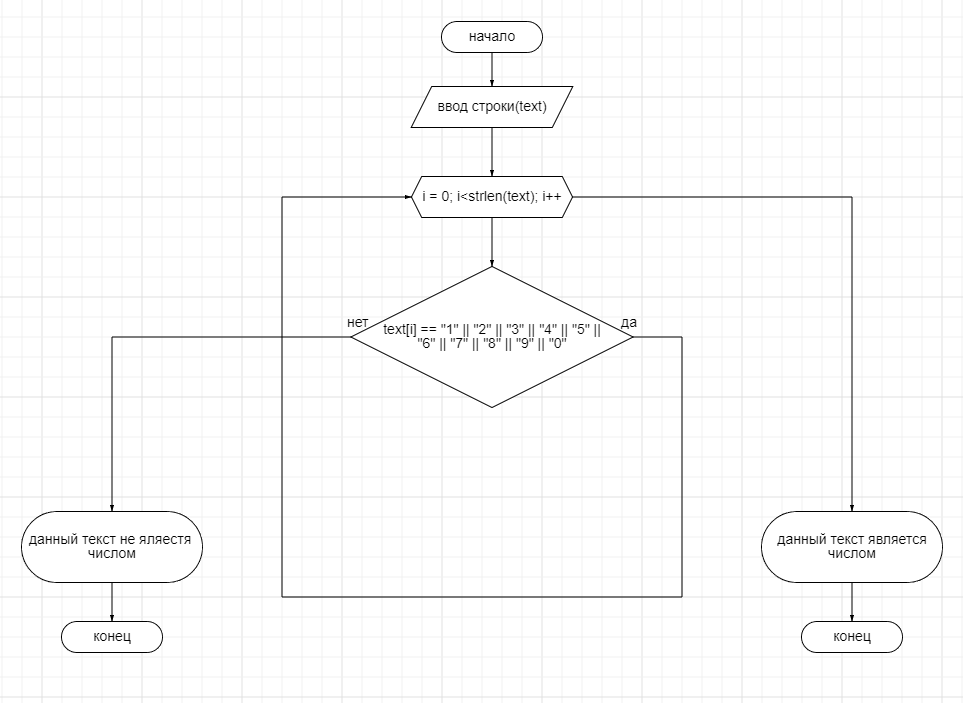 начало
ввод строки(text)
i = 0; i<strlen(text); i++
нет
text[i] == "1" || "2" || "3" || "4" || "5" ||
"6" || "7" || "8" || "9" || "0"
да
данный текст не яляестя
числом
данный текст является
числом
конец
конец